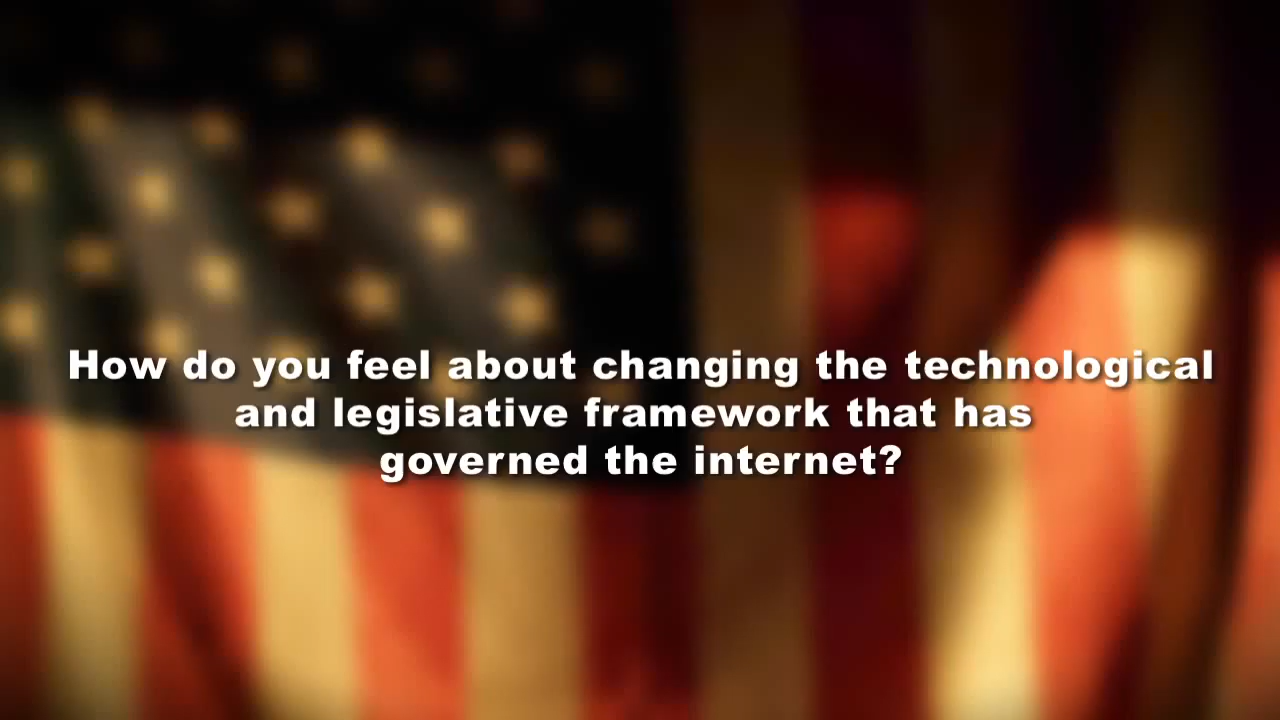 How do you feel about changing the technological
and legislative framework that has
governed the internet?